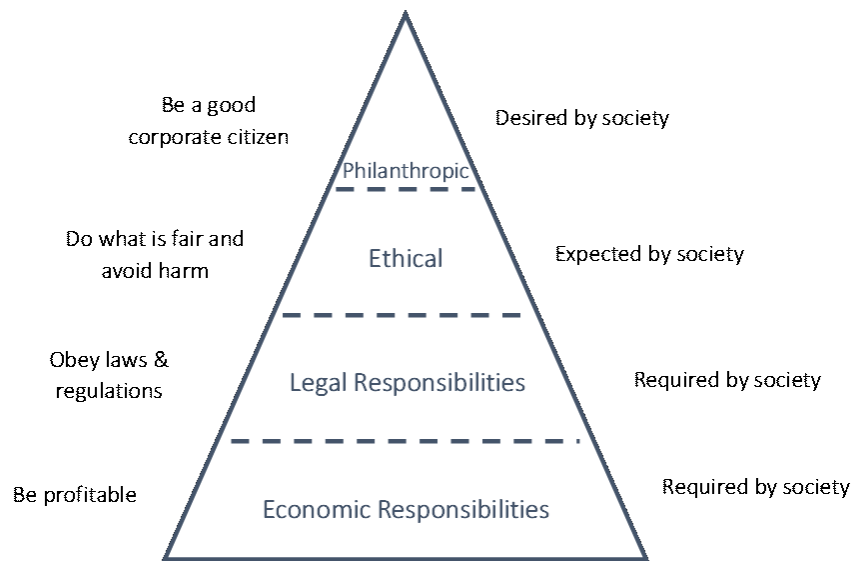 Be a good
corporate citizen
Desired by society
Philanthropic
Do what is fair and
avoid harm
Ethical
Expected by society
Obey laws &
regulations
Legal Responsibilities
Required by society
Be profitable
Economic Responsibilities
Required by society